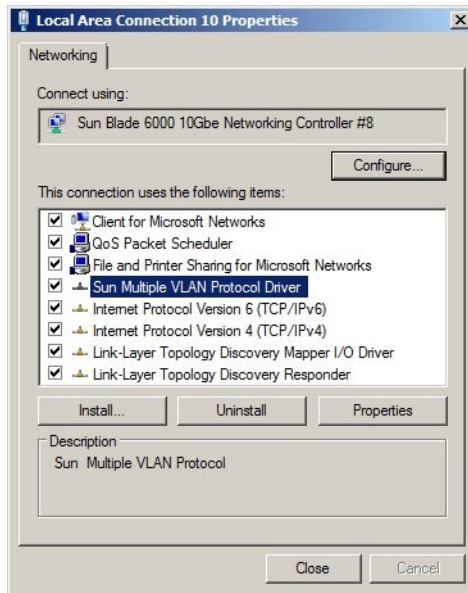 Local Area Connection 10 Properties
Networking
Connect using:
Sun Blade 6000 10Gbe Networking Controller #8
Configure...
This connection uses the following items:
Client for Microsoft Networks
QoS Packet Scheduler
File and Printer Sharing for Microsoft Networks
Sun Multiple VLAN Protocol Driver
Internet Protocol Version 6 (TCP/IPv6)
Internet Protocol Version 4 (TCP/IPv4)
Link-Layer Topology Discovery Mapper I/O Driver
Link-Layer Topology Discovery Responder
Install... Uninstall Properties
Description
Sun Multiple VLAN Protocol
Close Cancel